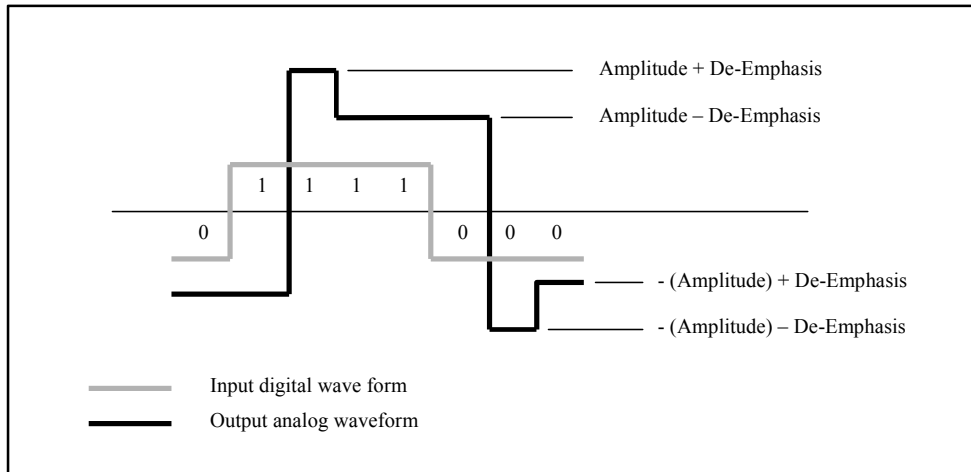 Amplitude + De-Emphasis
Amplitude – De-Emphasis
1 1 1 1
0 0 0 0
- (Amplitude) + De-Emphasis
- (Amplitude) – De-Emphasis
Input digital wave form
Output analog waveform